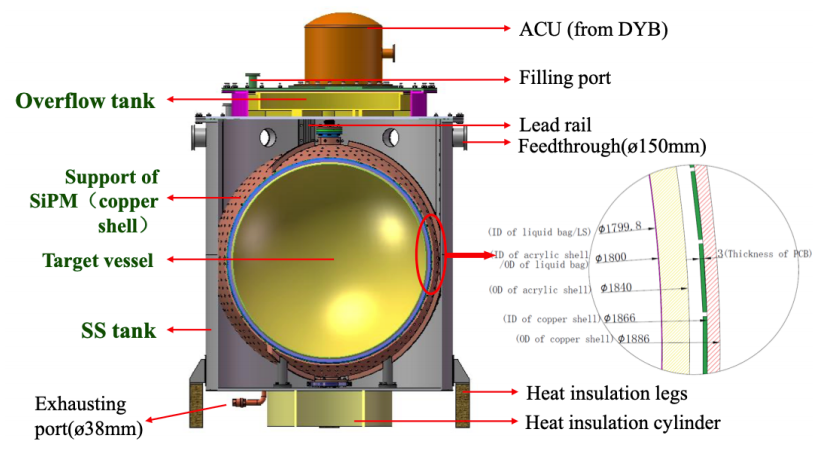 ACU (from DYB)
Filling port
Overflow tank
Lead rail
Feedthrough(ø150mm)
Support of
SiPM（copper
shell）
Target vessel
SS tank
Exhausting
port(ø38mm)
Heat insulation legs
Heat insulation cylinder
(ID of liquid bag/LS) Φ1799.8
(ID of acrylic shell
/OD of liquid bag) Φ1800
3(Thickness of PCB)
(OD of acrylic shell) Φ1840
(ID of copper shell) Φ1866
(OD of copper shell) Φ1886